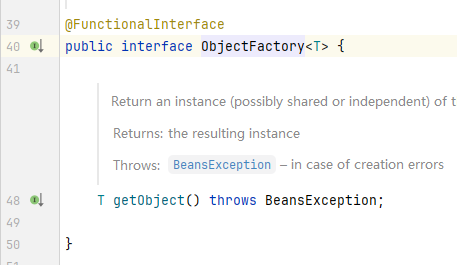 39 @FunctionalInterface
40 public interface ObjectFactory<T> {
41
Return an instance (possibly shared or independent) of t
Returns: the resulting instance
Throws: BeansException – in case of creation errors
48 T getObject() throws BeansException;
49
50 }